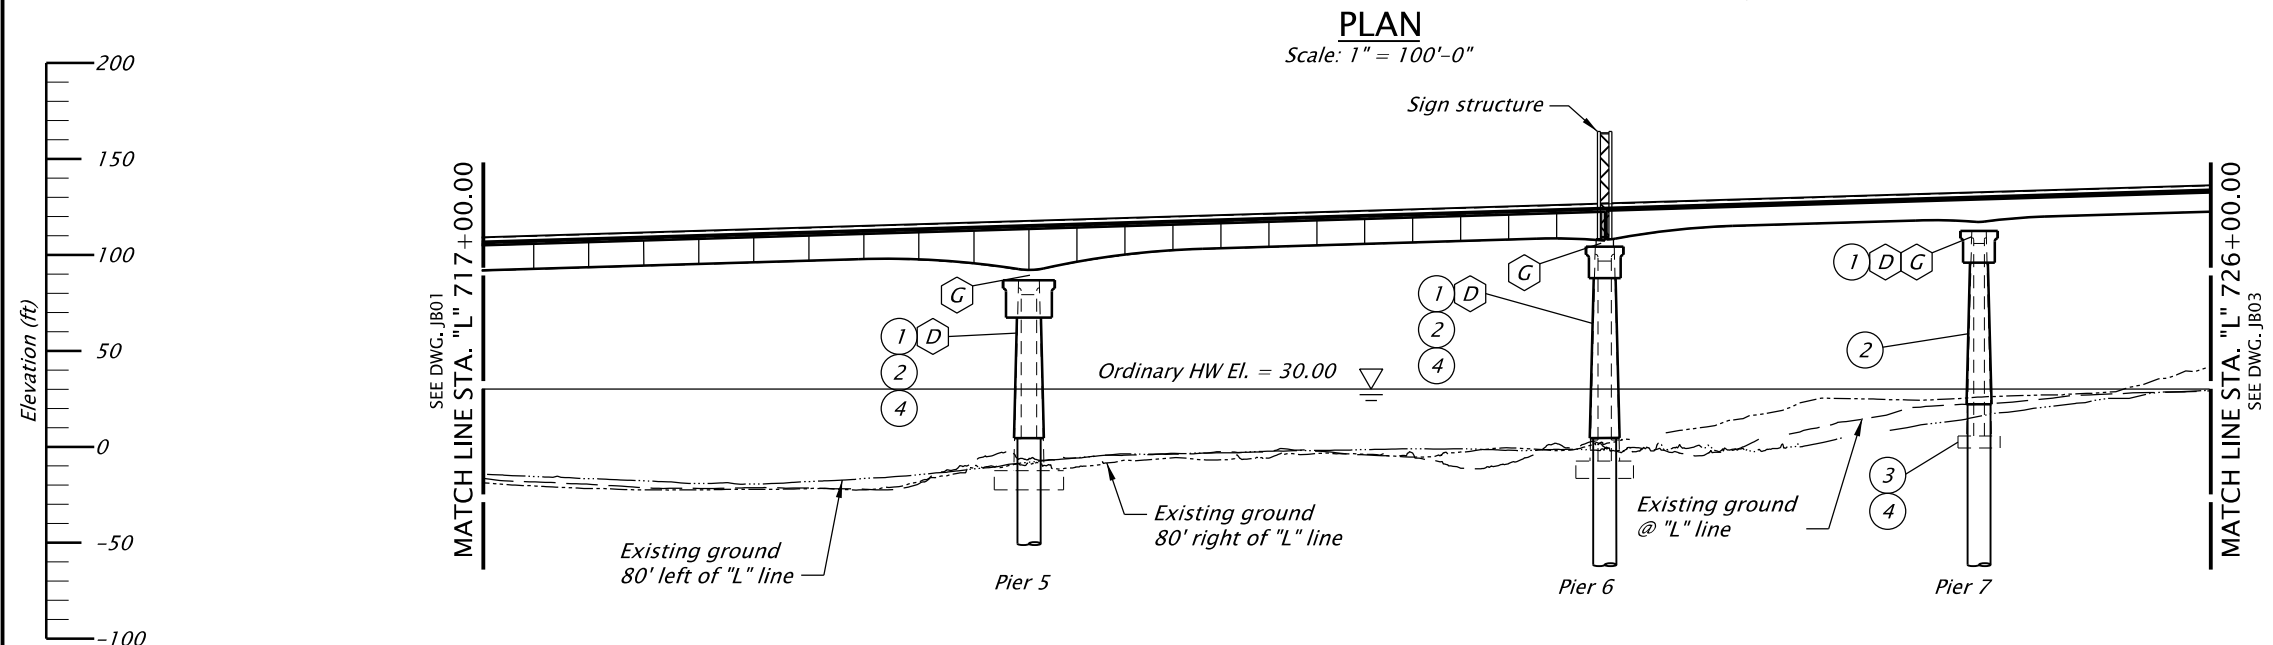 PLAN
Scale: 1" = 100'-0"
200
150
100
50
0
-50
-100
Elevation (ft)
SEE DWG. JB01
MATCH LINE STA. "L" 717+00.00
Sign structure
G
1 D
2
4
Ordinary HW El. = 30.00
G
1 D
2
4
1 D G
2
3
4
Existing ground
80' left of "L" line
Existing ground
80' right of "L" line
Existing ground
@ "L" line
Pier 5
Pier 6
Pier 7
MATCH LINE STA. "L" 726+00.00
SEE DWG. JB03